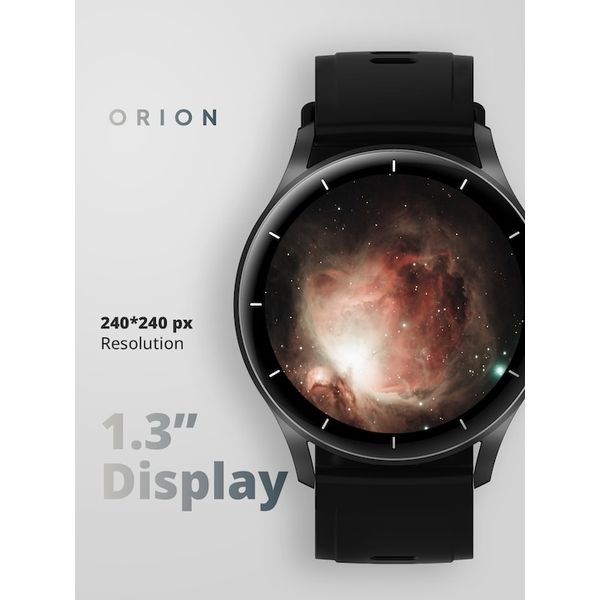 ORION
240*240 px
Resolution
1.3”
Display